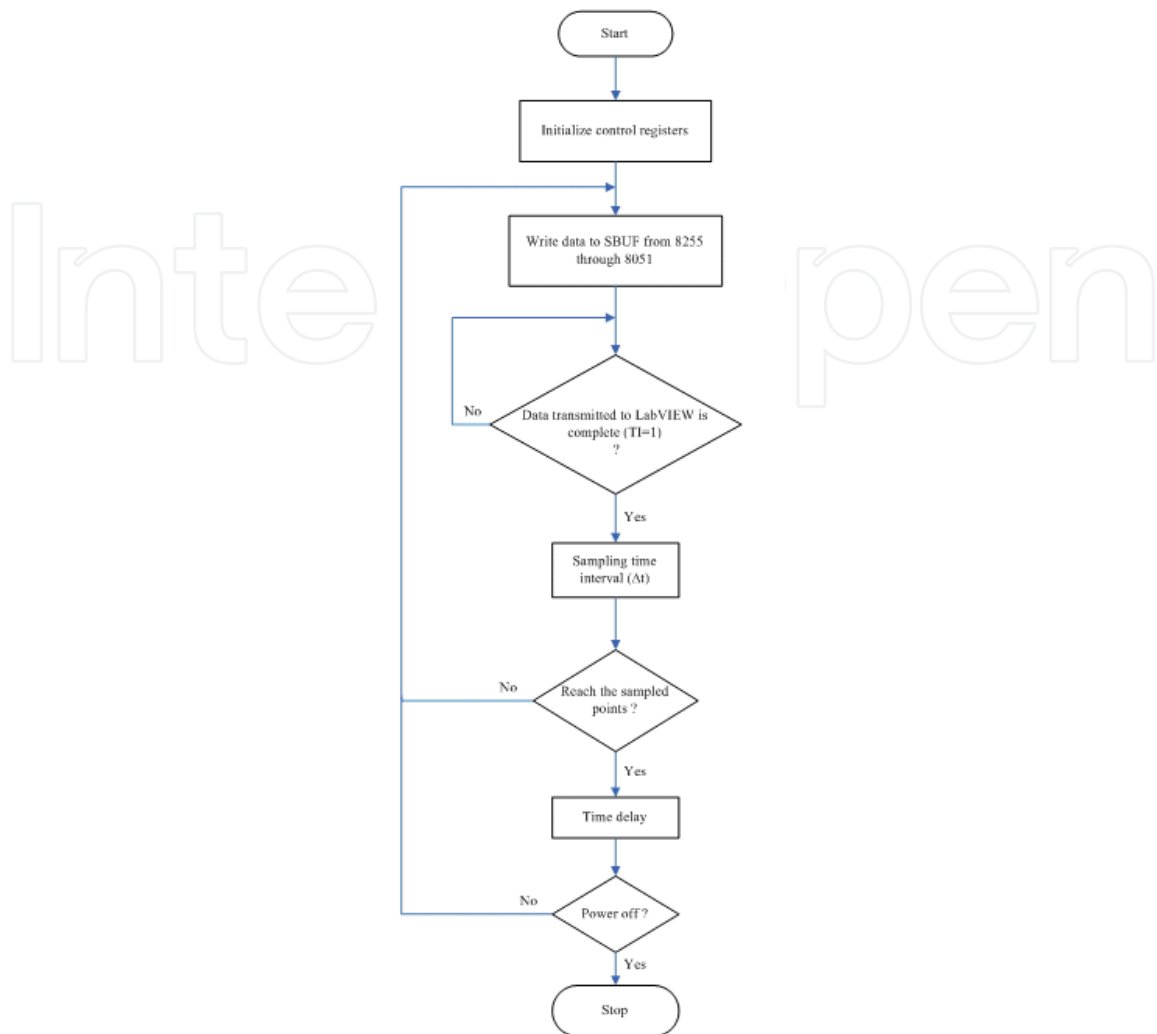 Start
Initialize control registers
Write data to SBUF from 8255
through 8051
No
Data transmitted to LabVIEW is
complete (TI=1)
?
Yes
Sampling time
interval (Δt)
No
Reach the sampled
points ?
Yes
Time delay
No
Power off ?
Yes
Stop